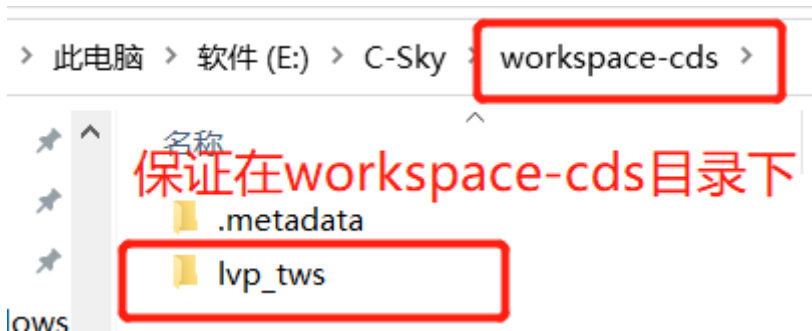 > 此电脑 > 软件 (E:) > C-Sky > workspace-cds >
名称
保证在workspace-cds目录下
.metadata
lvp_tws
lows